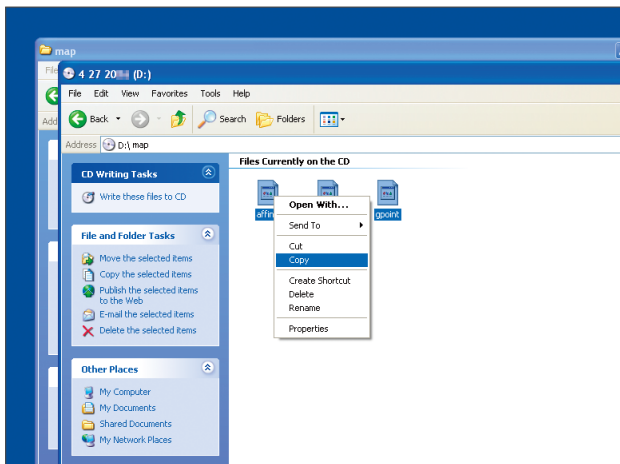 map
File
4 27 20 (D:)
File Edit View Favorites Tools Help
Back Search Folders
Add
Address D:\ map
Files Currently on the CD
CD Writing Tasks
Write these files to CD
gpoint
Open With...
Send To
File and Folder Tasks
Cut
Move the selected items
Copy
Copy the selected items
Create Shortcut
Publish the selected items
to the Web
Delete
Rename
E-mail the selected items
Delete the selected items
Properties
Other Places
My Computer
My Documents
Shared Documents
My Network Places